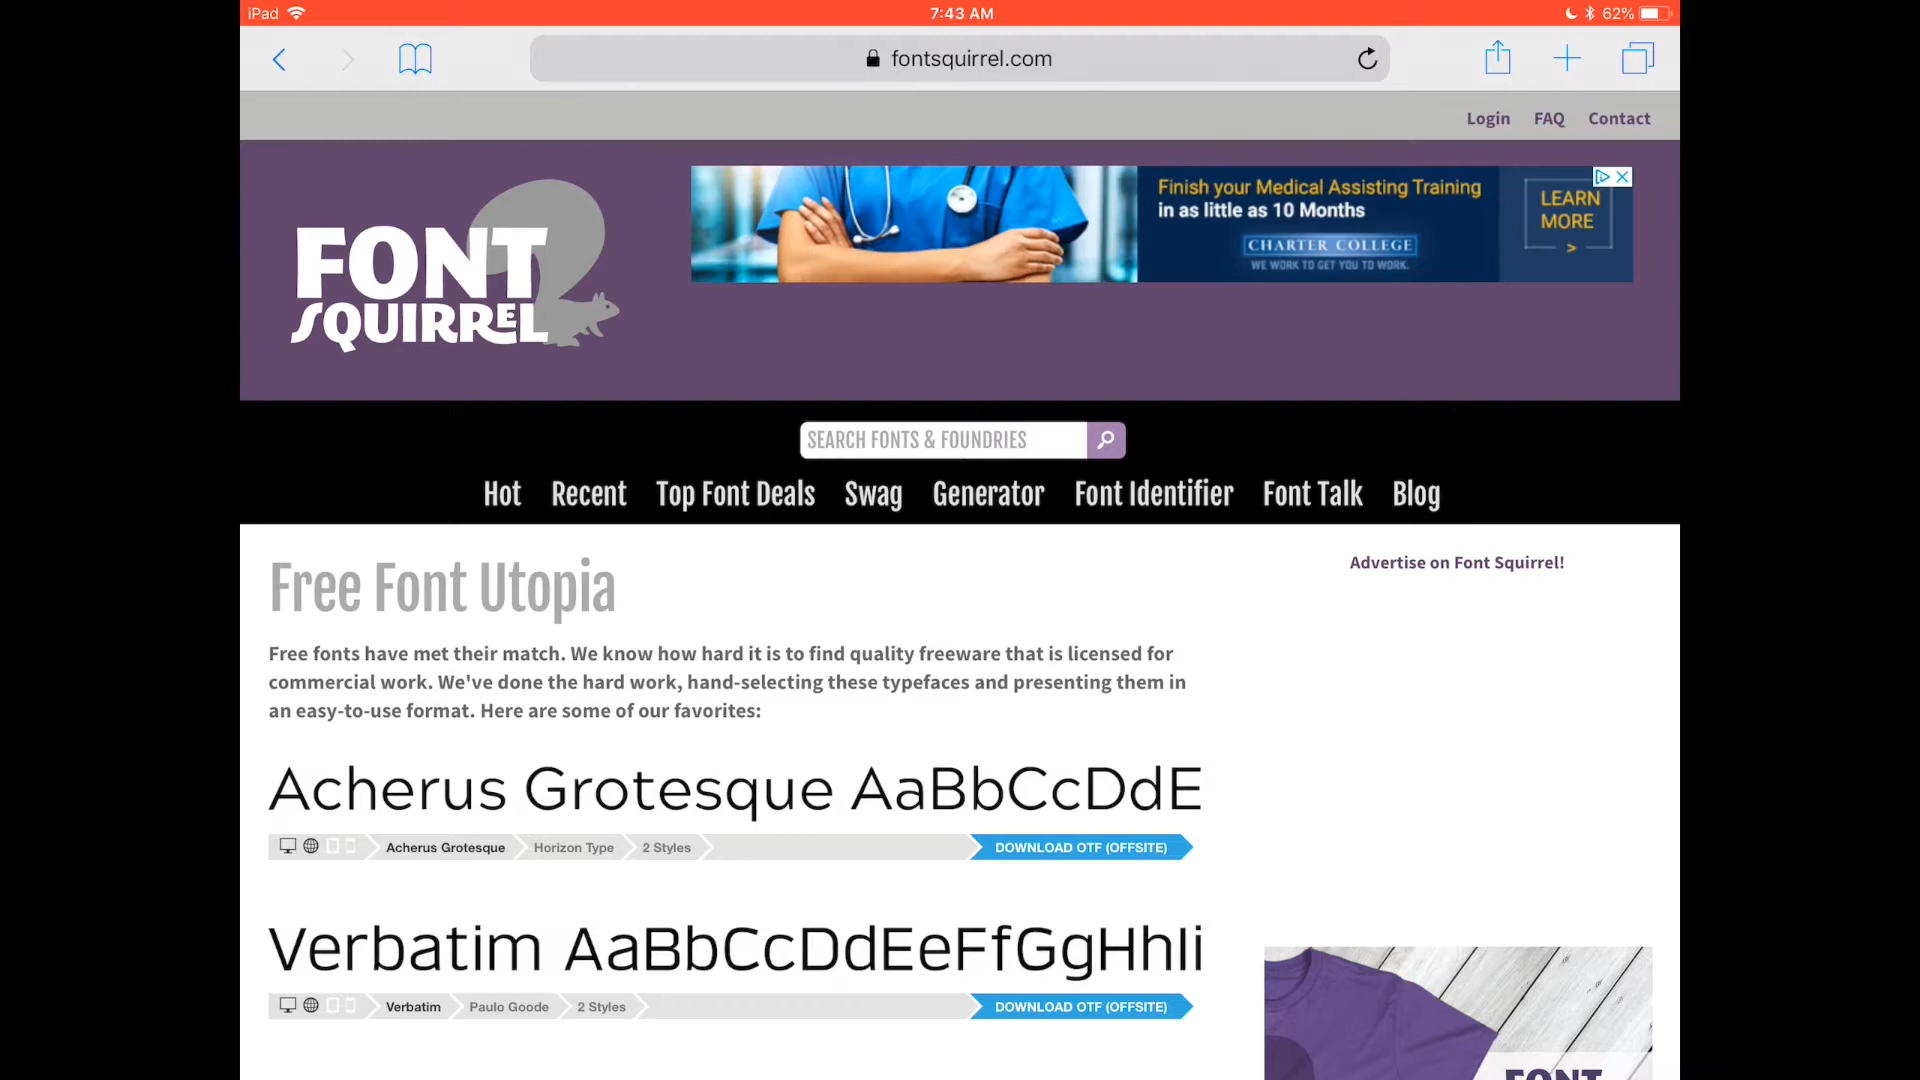 iPad
7:43 AM
62%
fontsquirrel.com
Login FAQ Contact
FONT
SQUIRREL
Finish your Medical Assisting Training
in as little as 10 Months
CHARTER COLLEGE
WE WORK TO GET YOU TO WORK.
LEARN
MORE
>
SEARCH FONTS & FOUNDRIES
Hot Recent Top Font Deals Swag Generator Font Identifier Font Talk Blog
Free Font Utopia
Advertise on Font Squirrel!
Free fonts have met their match. We know how hard it is to find quality freeware that is licensed for
commercial work. We've done the hard work, hand-selecting these typefaces and presenting them in
an easy-to-use format. Here are some of our favorites:
Acherus Grotesque AaBbCcDdE
Acherus Grotesque Horizon Type 2 Styles DOWNLOAD OTF (OFFSITE)
Verbatim AaBbCcDdEeFfGgHhIi
Verbatim Paulo Goode 2 Styles DOWNLOAD OTF (OFFSITE)
FONT